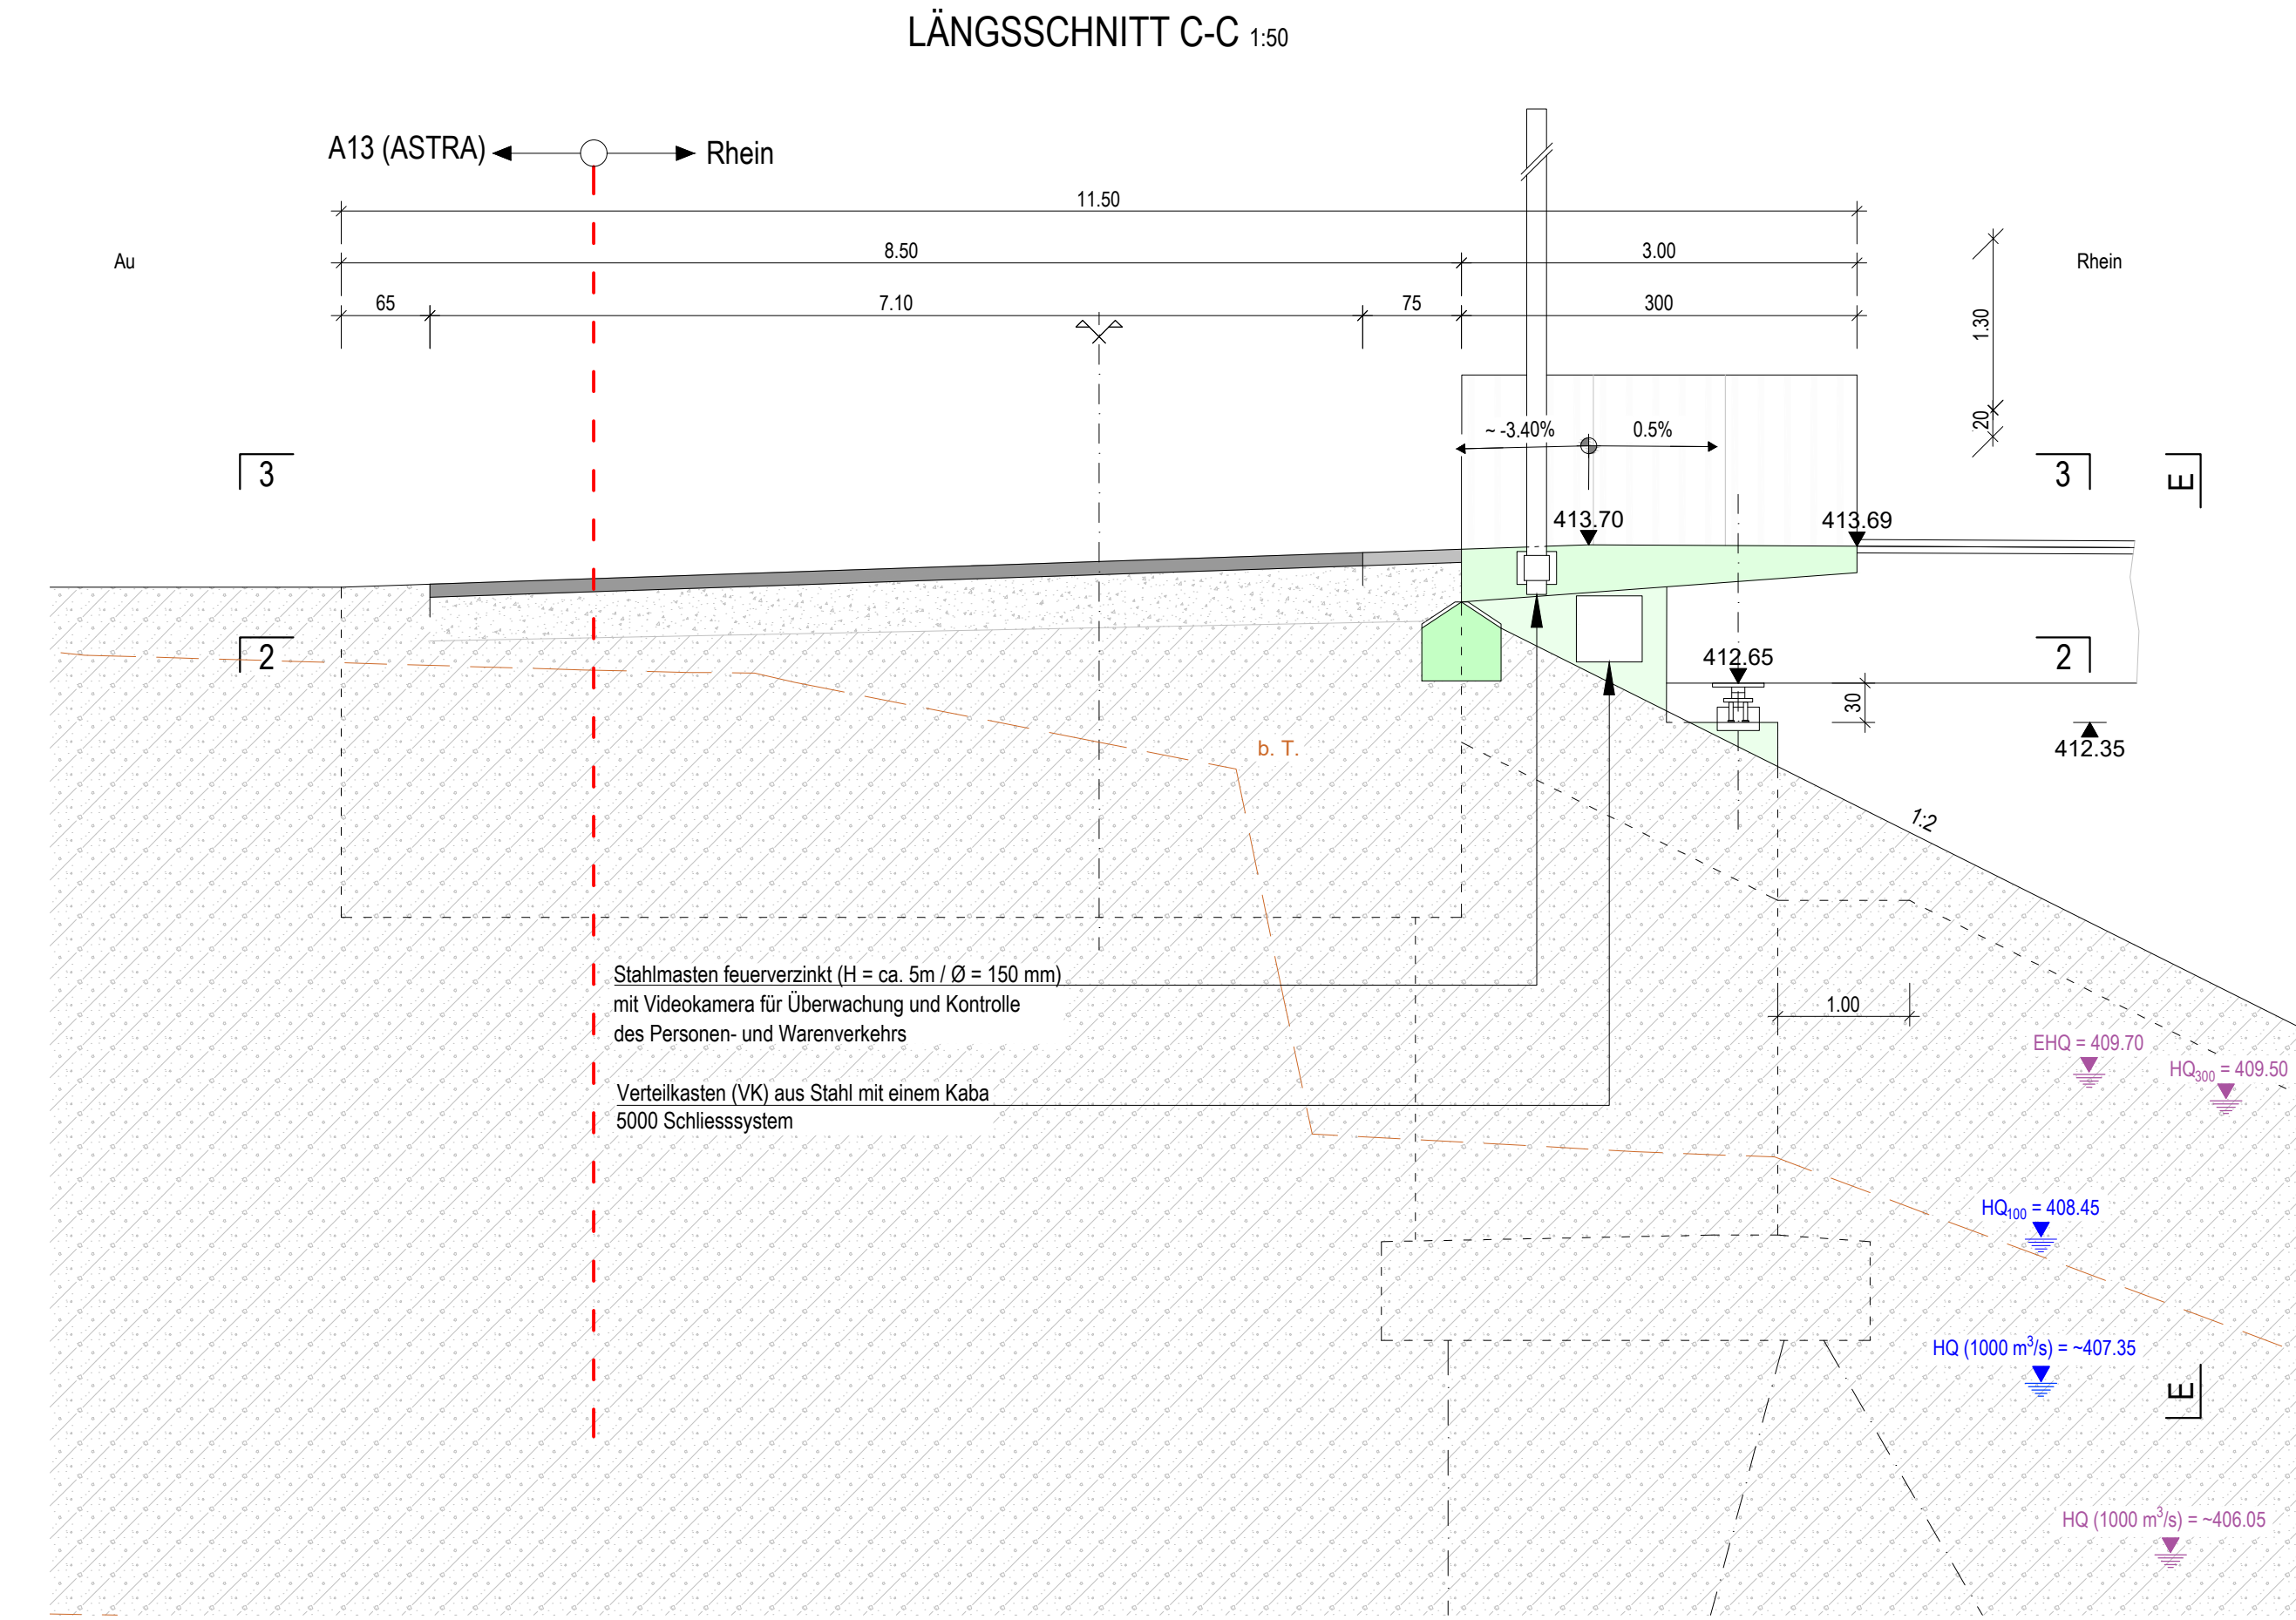 LÄNGSSCHNITT C-C 1:50
A13 (ASTRA)
Rhein
11.50
Au
8.50
3.00
Rhein
65
7.10
75
300
1.30
20
~ -3.40%
0.5%
3
3
E
413.70
413.69
2
412.65
2
30
b. T.
412.35
1:2
Stahlmasten feuerverzinkt (H = ca. 5m / Ø = 150 mm)
mit Videokamera für Überwachung und Kontrolle
des Personen- und Warenverkehrs
1.00
EHQ = 409.70
HQ300 = 409.50
Verteilkasten (VK) aus Stahl mit einem Kaba
5000 Schliesssystem
HQ100 = 408.45
HQ (1000 m³/s) = ~407.35
E
HQ (1000 m³/s) = ~406.05